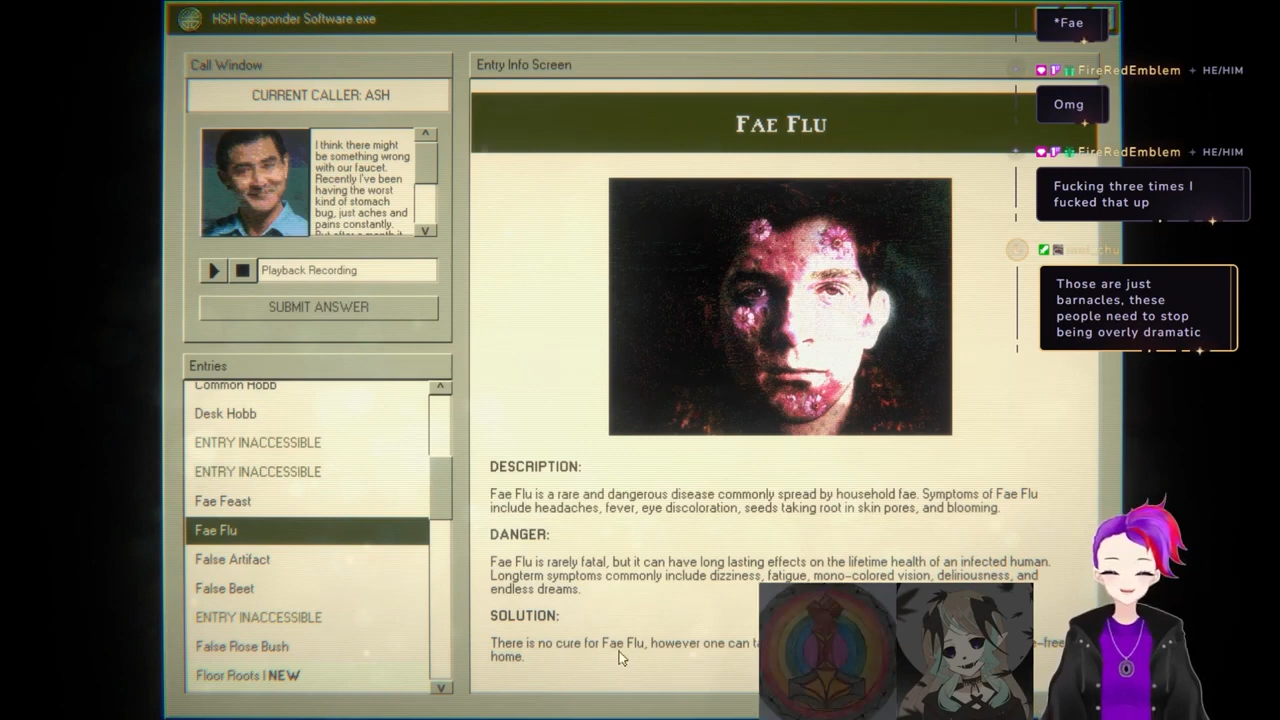 HSH Responder Software.exe
Call Window
CURRENT CALLER: ASH
I think there might
be something wrong
with our faucet.
Recently I've been
having the worst
kind of stomach
bug, just aches and
pains constantly.
But after a month it
Playback Recording
SUBMIT ANSWER
Entries
Common Hobb
Desk Hobb
ENTRY INACCESSIBLE
ENTRY INACCESSIBLE
Fae Feast
Fae Flu
False Artifact
False Beet
ENTRY INACCESSIBLE
False Rose Bush
Floor Roots | NEW
Entry Info Screen
Fae Flu
DESCRIPTION:
Fae Flu is a rare and dangerous disease commonly spread by household fae. Symptoms of Fae Flu
include headaches, fever, eye discoloration, seeds taking root in skin pores, and blooming.
DANGER:
Fae Flu is rarely fatal, but it can have long lasting effects on the lifetime health of an infected human.
Longterm symptoms commonly include dizziness, fatigue, mono-colored vision, deliriousness, and
endless dreams.
SOLUTION:
There is no cure for Fae Flu, however one can
-free
home.
*Fae
FireRedEmblem + HE/HIM
Omg
FireRedEmblem + HE/HIM
Fucking three times I
fucked that up
Those are just
barnacles, these
people need to stop
being overly dramatic